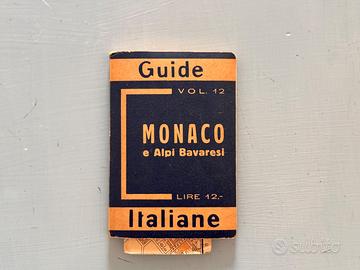 Guide
VOL. 12
MONACO
e Alpi Bavaresi
LIRE 12,-
Italiane
subito